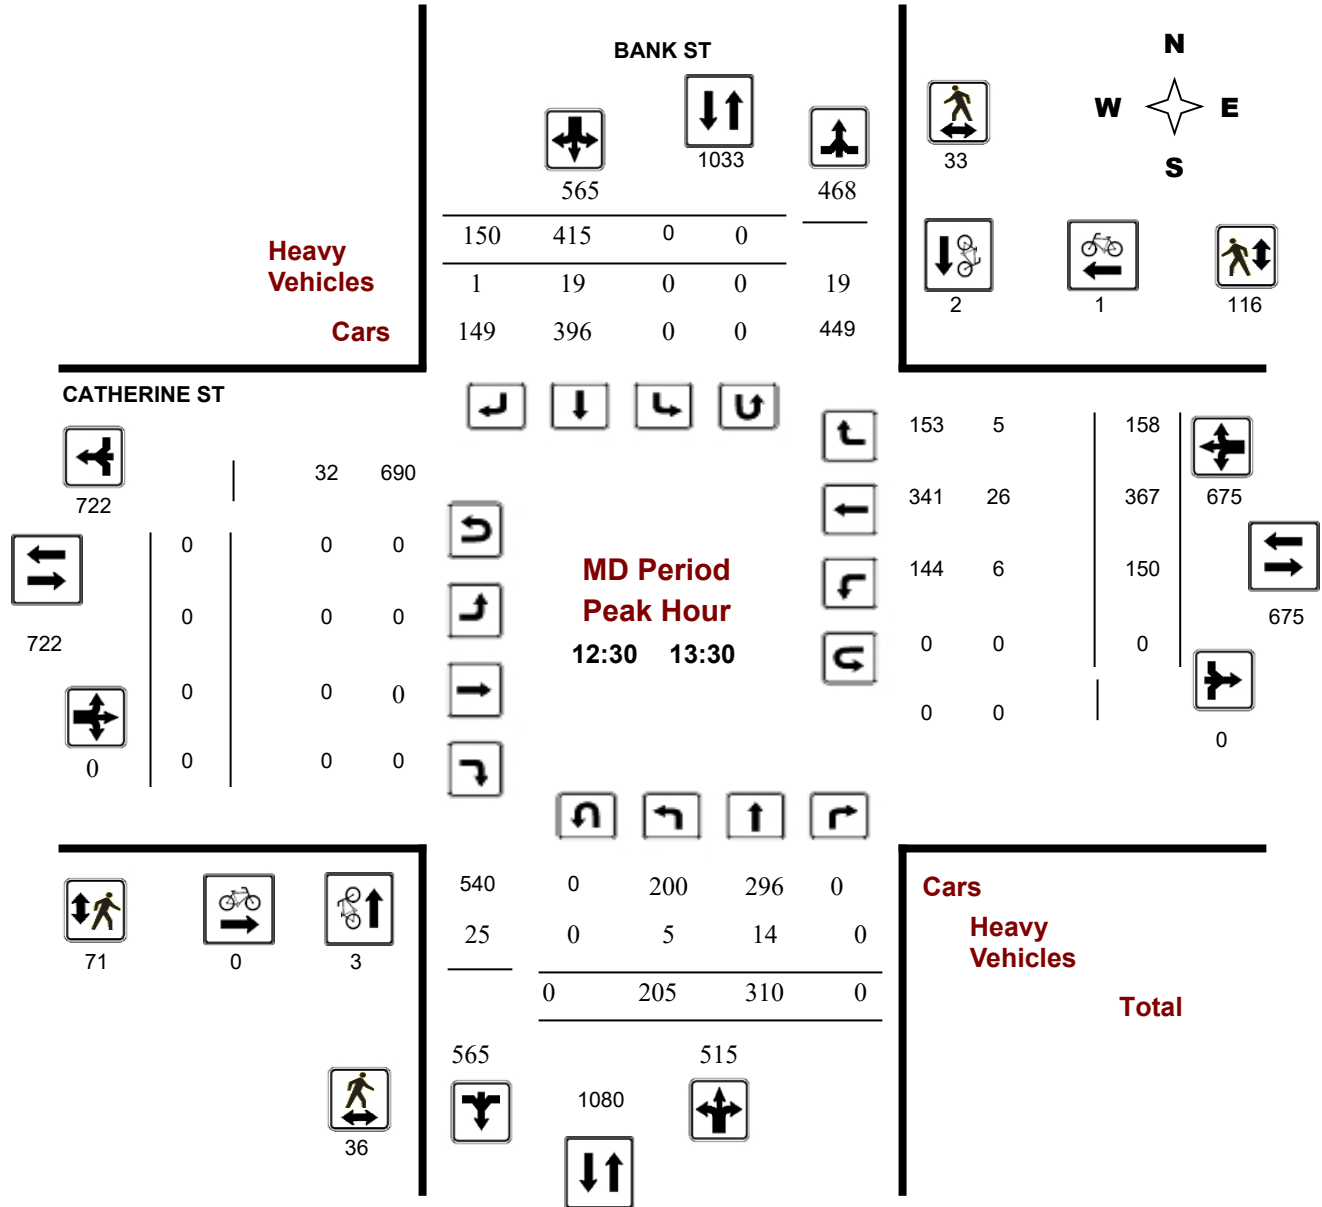 BANK ST
N
W E
S
1033
33
565
468
150 415 0 0
Heavy
Vehicles
1 19 0 0 19
2 1 116
Cars
149 396 0 0 449
CATHERINE ST
153 5 158
32 690
722
341 26 367 675
0 0 0
MD Period
144 6 150
Peak Hour
0 0 0
675
722
12:30 13:30
0 0 0
0 0 0
0 0
0
0 0 0
0
540 0 200 296 0
Cars
25 0 5 14 0
Heavy
Vehicles
71 0 3
0 205 310 0
Total
565 515
1080
36